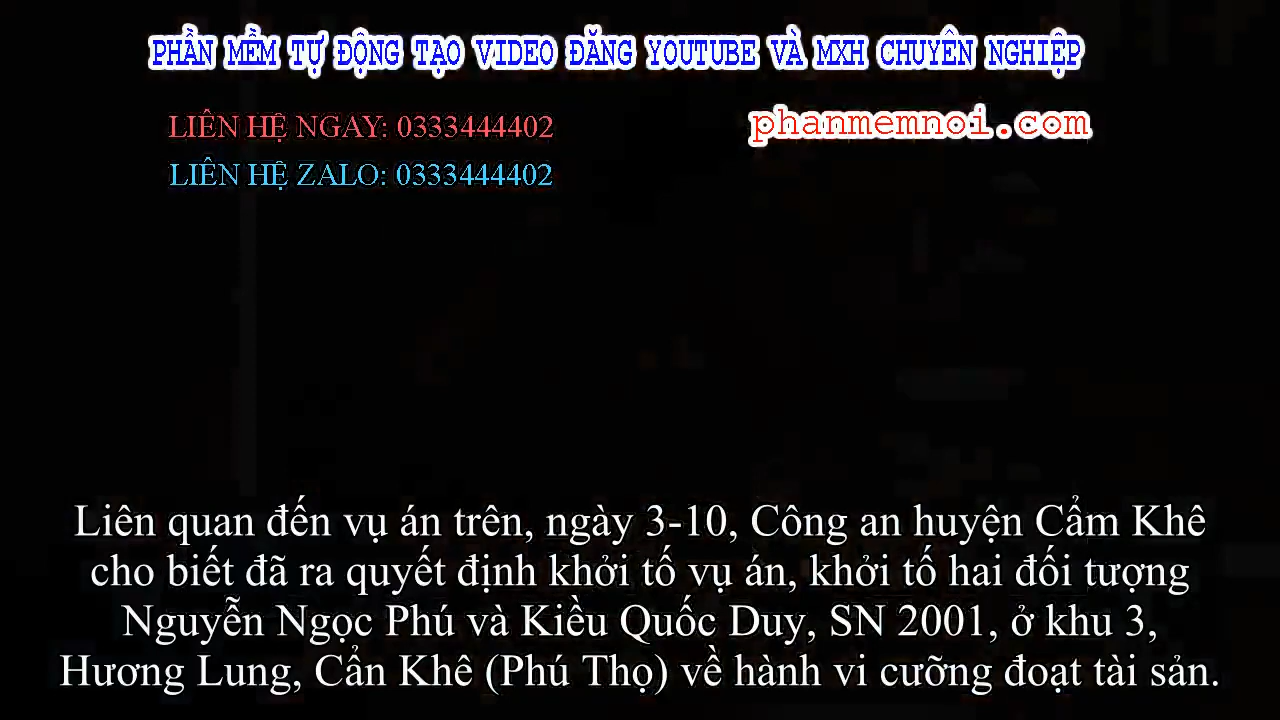 PHẦN MỀM TỰ ĐỘNG TẠO VIDEO ĐĂNG YOUTUBE VÀ MXH CHUYÊN NGHIỆP
LIÊN HỆ NGAY: 0333444402
phanmemnoi.com
LIÊN HỆ ZALO: 0333444402
Liên quan đến vụ án trên, ngày 3-10, Công an huyện Cẩm Khê
cho biết đã ra quyết định khởi tố vụ án, khởi tố hai đối tượng
Nguyễn Ngọc Phú và Kiều Quốc Duy, SN 2001, ở khu 3,
Hương Lung, Cẩn Khê (Phú Thọ) về hành vi cưỡng đoạt tài sản.